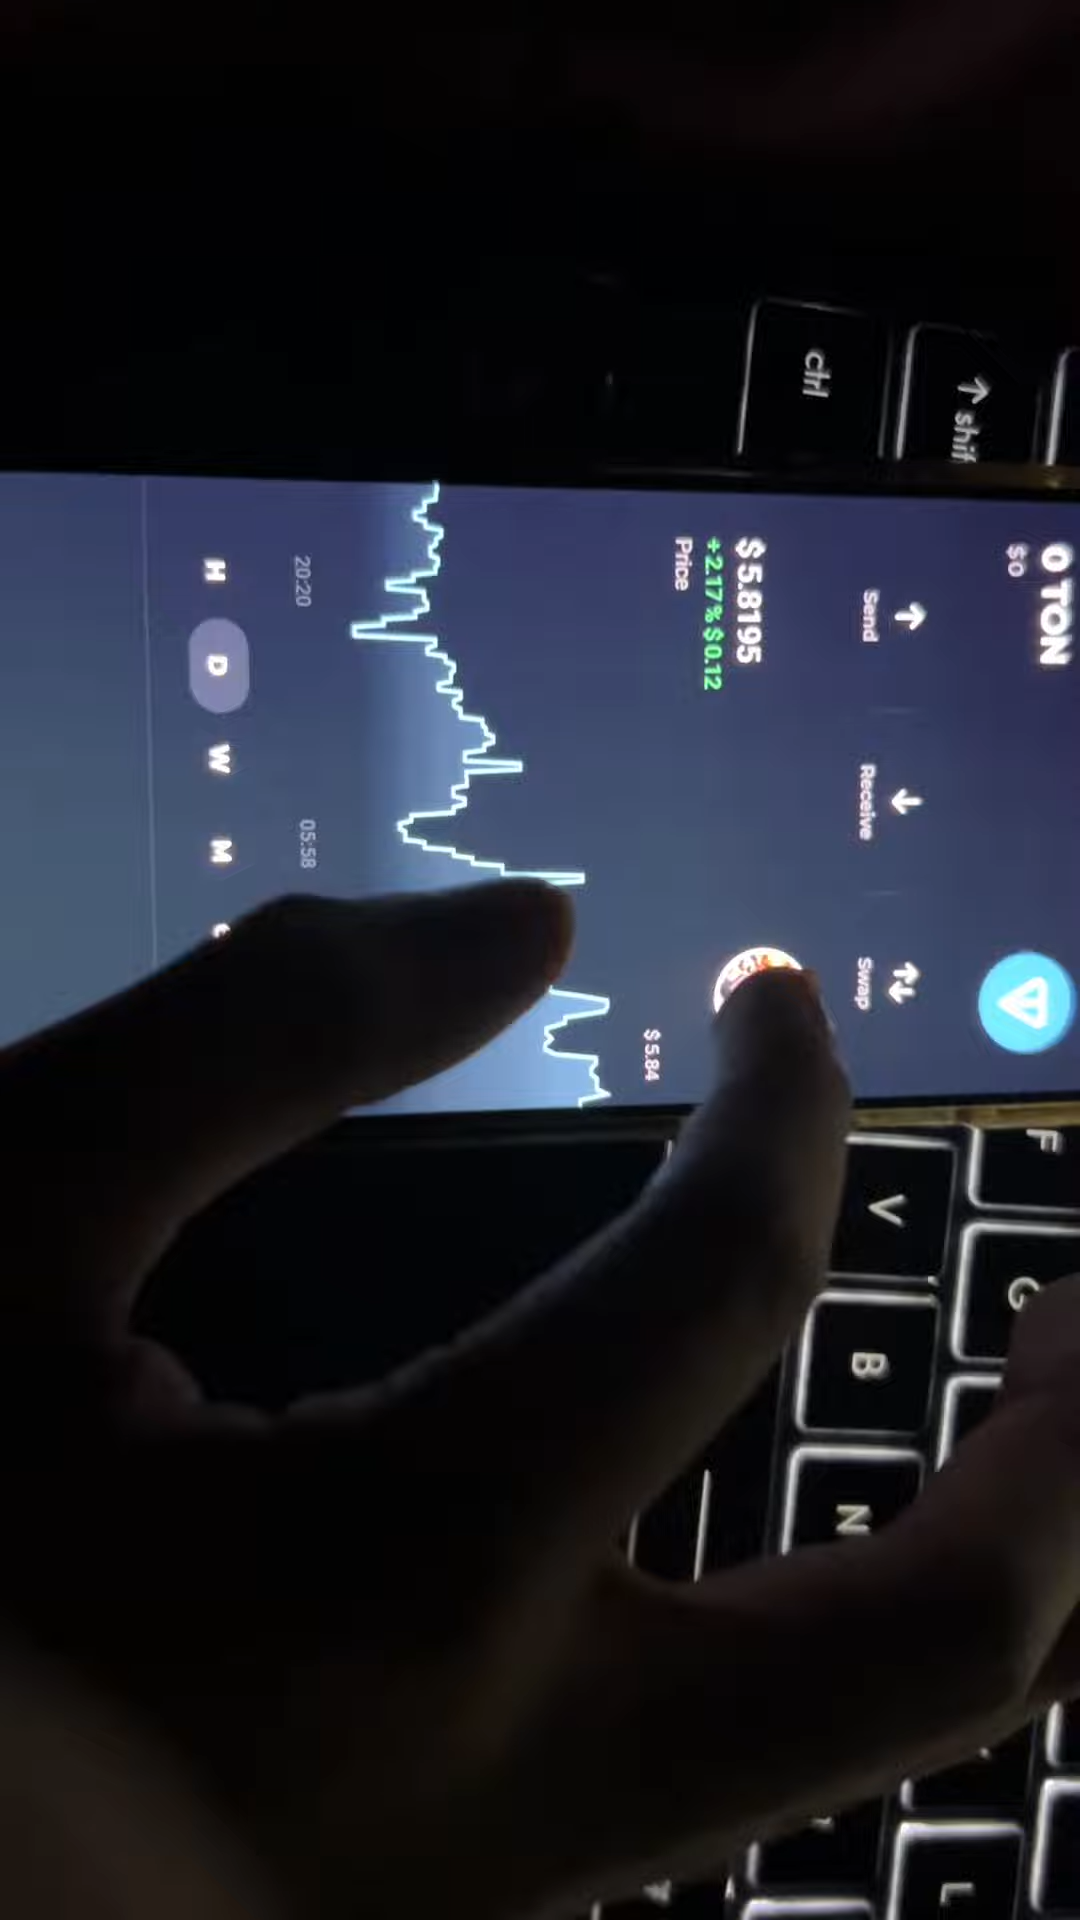 0 TON
$0
Send
Receive
Swap
$ 5.8195
+2.17% $0.12
Price
$ 5.84
20:20
05:58
H
D
W
M
ctrl
shif
F
V
G
B
N
L